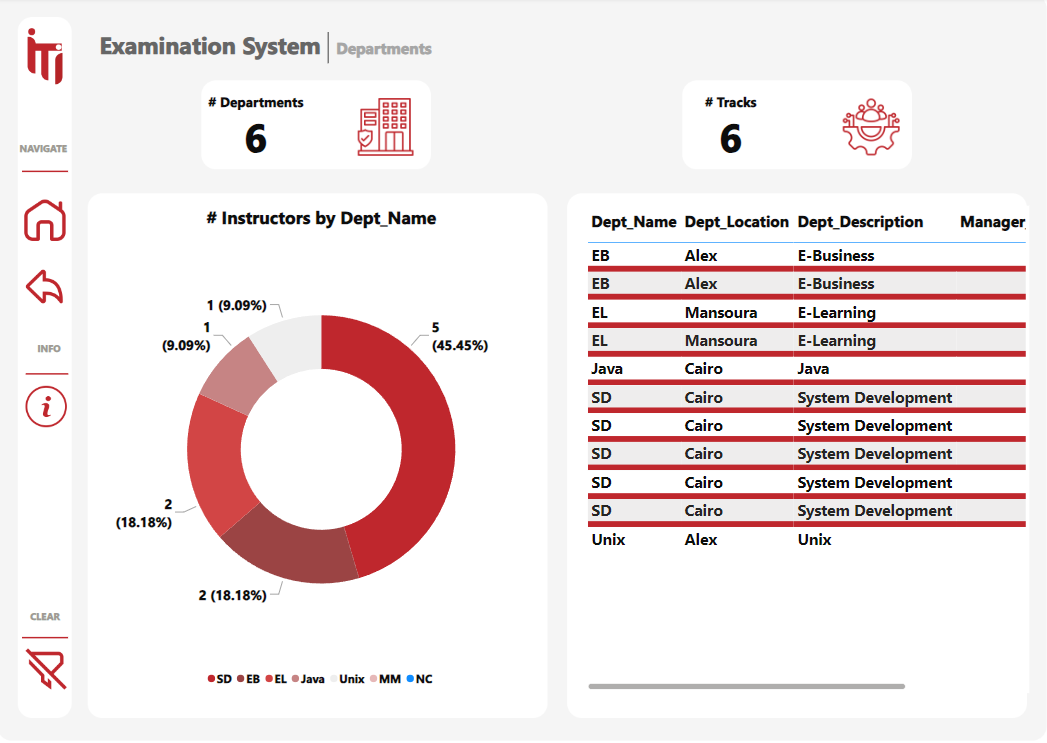 iTi
Examination System | Departments
# Departments
6
# Tracks
6
NAVIGATE
INFO
i
CLEAR
# Instructors by Dept_Name
1 (9.09%)
1
(9.09%)
5
(45.45%)
2
(18.18%)
2 (18.18%)
SD EB EL Java Unix MM NC
Dept_Name Dept_Location Dept_Description Manager
EB Alex E-Business
EB Alex E-Business
EL Mansoura E-Learning
EL Mansoura E-Learning
Java Cairo Java
SD Cairo System Development
SD Cairo System Development
SD Cairo System Development
SD Cairo System Development
SD Cairo System Development
Unix Alex Unix